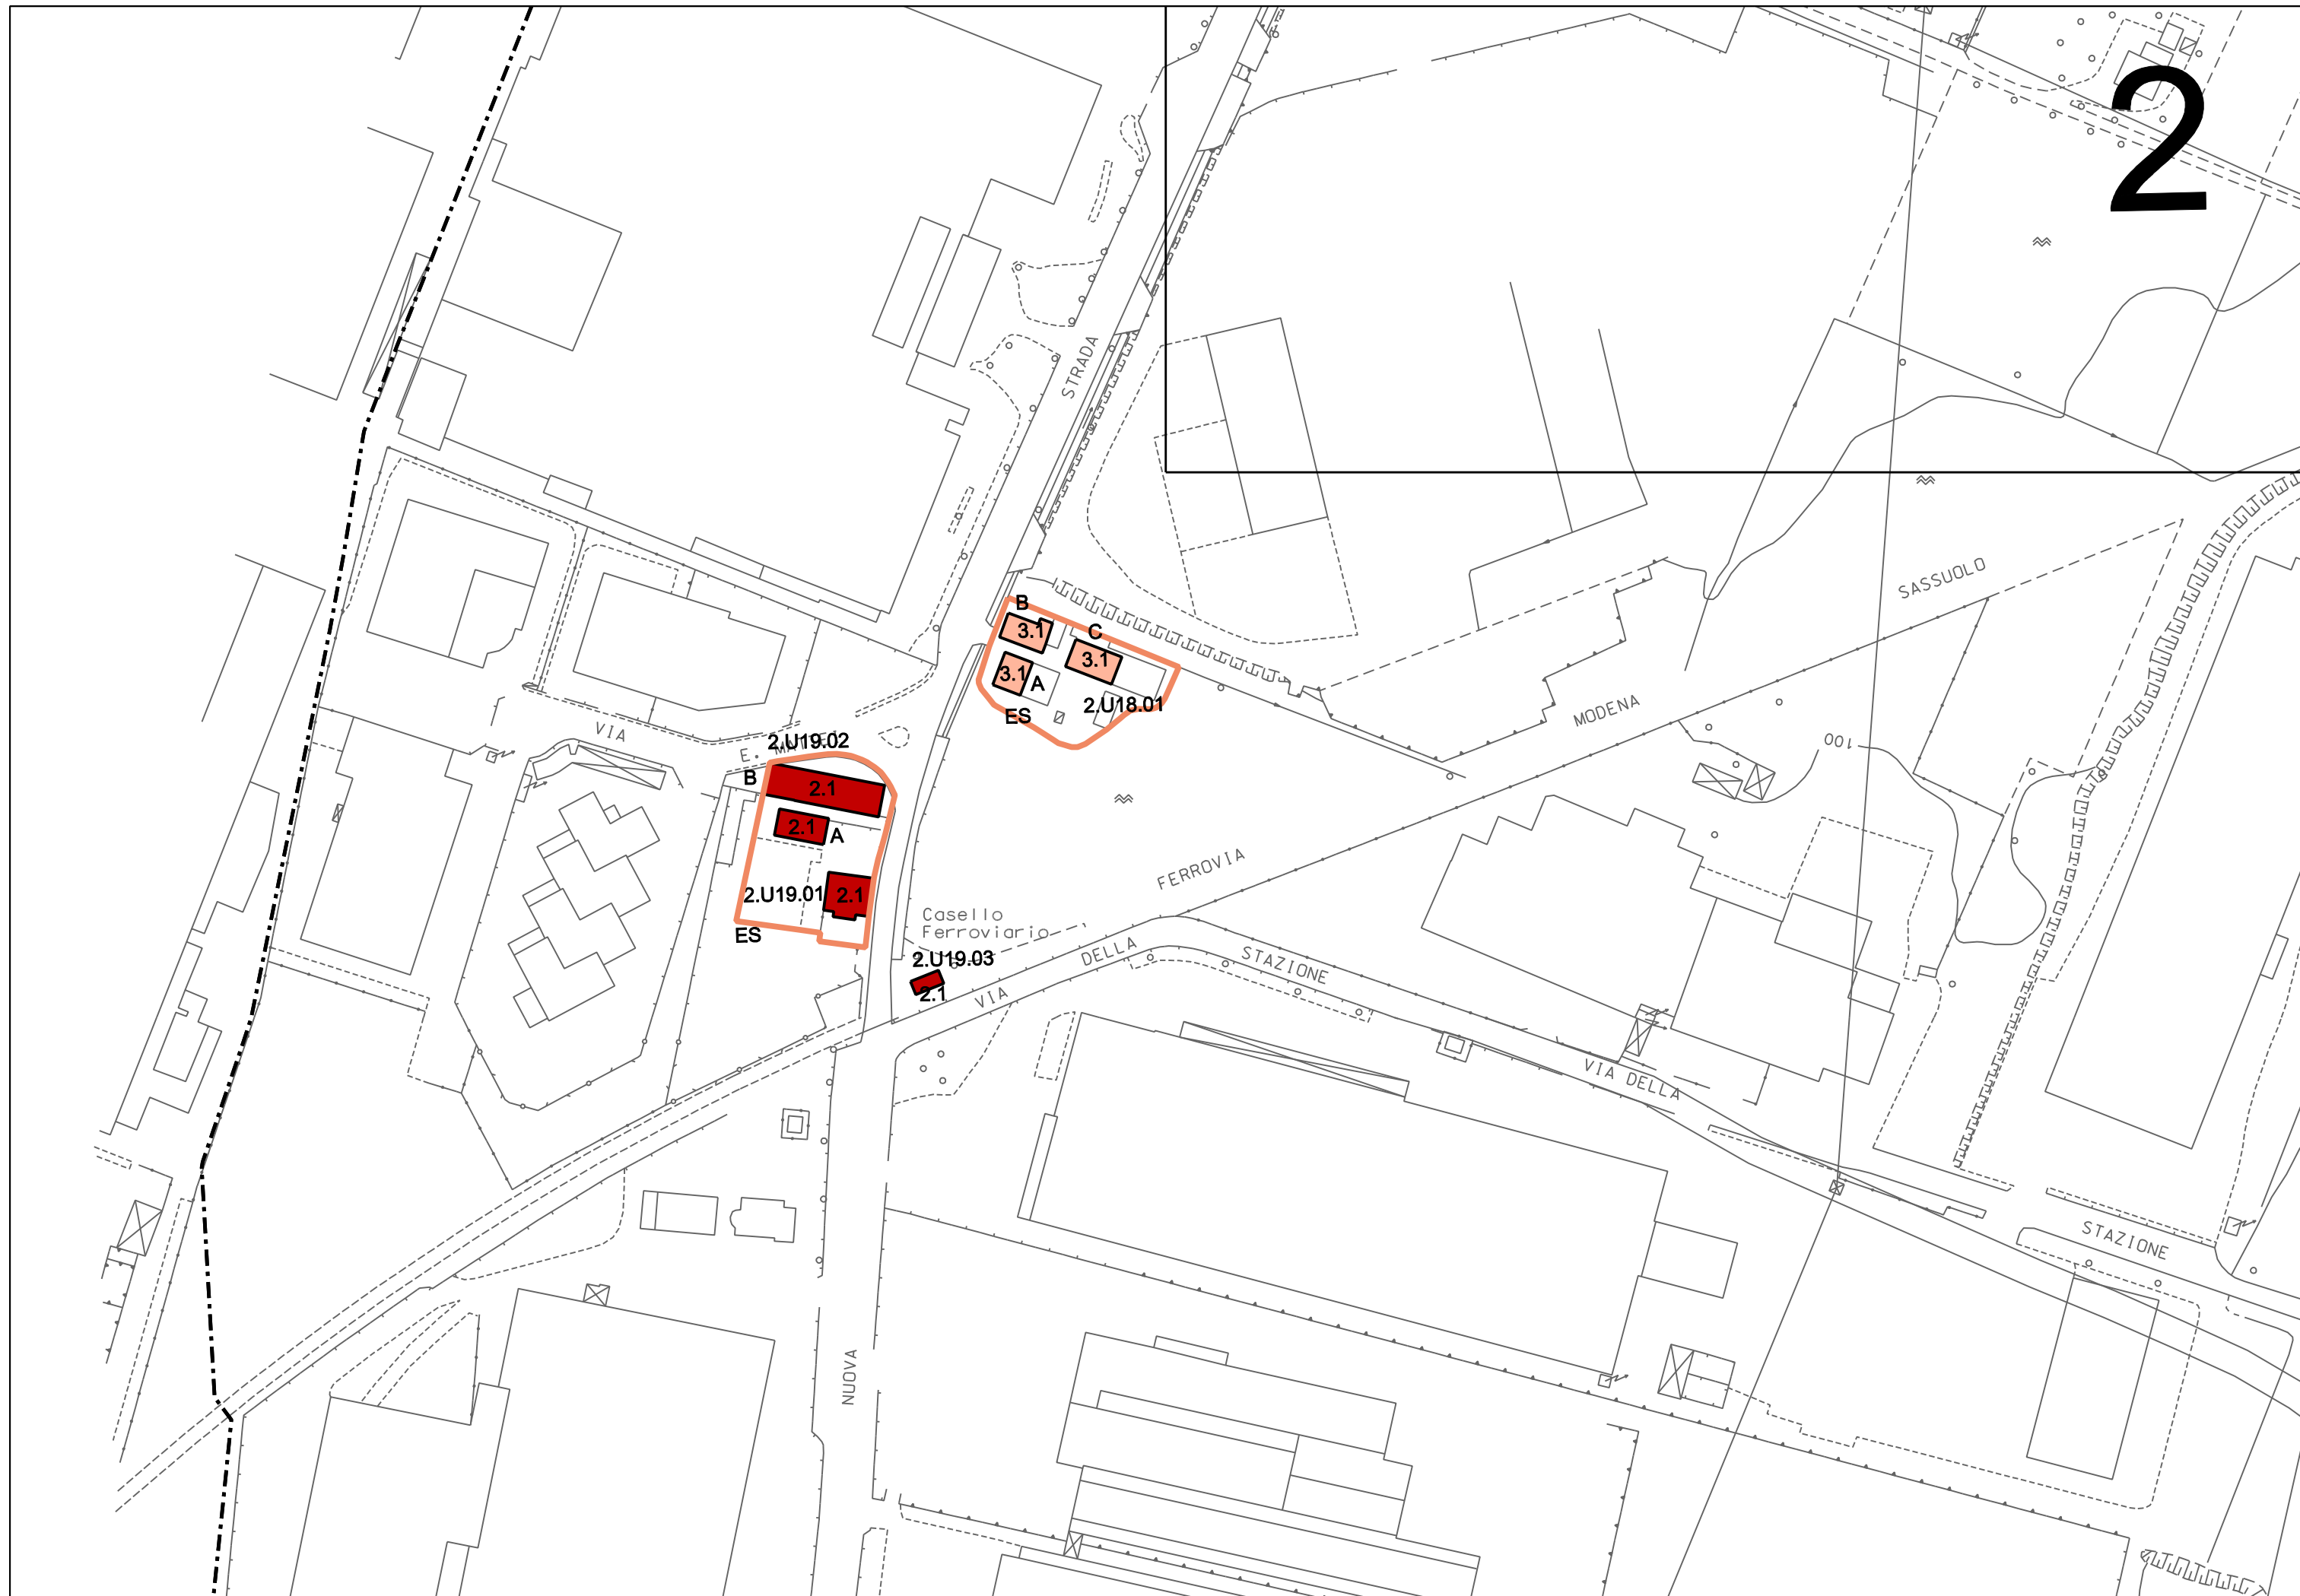 2
STRADA
SASSUOLO
B
3.1
C
3.1
3.1
A
2.U18.01
ES
MODENA
VIA
E.
2.U19.02
100
B
2.1
2.1
A
FERROVIA
2.U19.01
2.1
ES
Casello
Ferroviario
DELLA
STAZIONE
2.U19.03
2.1
VIA
VIA DELLA
STAZIONE
NUOVA